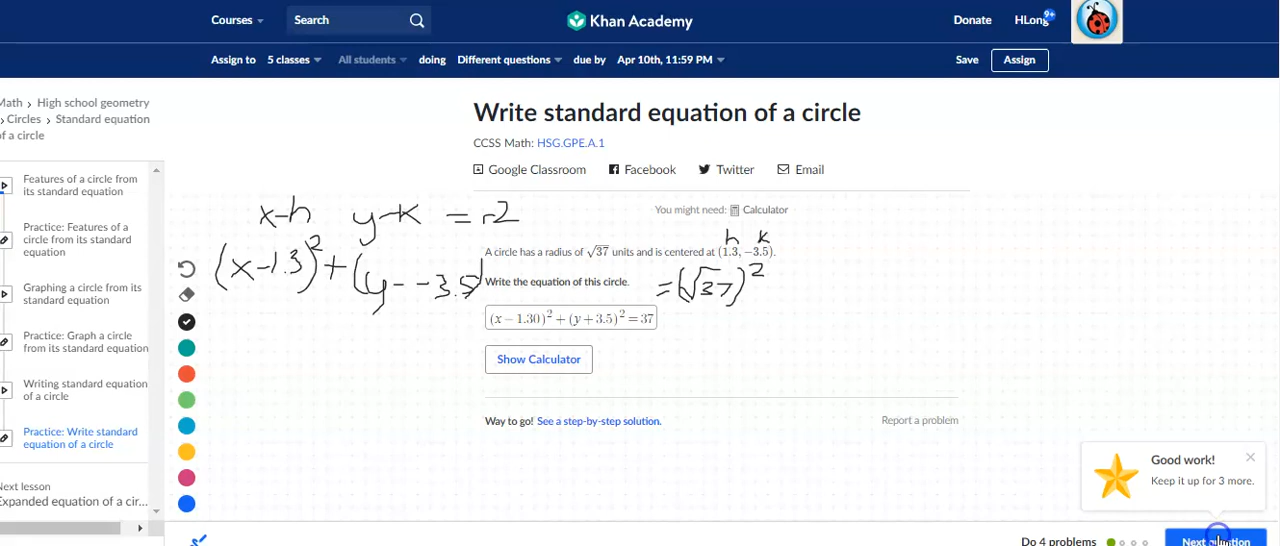 Courses Search Khan Academy Donate HLong 9+
Assign to 5 classes All students doing Different questions due by Apr 10th, 11:59 PM Save Assign
Math > High school geometry
> Circles > Standard equation
of a circle
Features of a circle from
its standard equation
Practice: Features of a
circle from its standard
equation
Graphing a circle from its
standard equation
Practice: Graph a circle
from its standard equation
Writing standard equation
of a circle
Practice: Write standard
equation of a circle
Next lesson
Expanded equation of a cir...
Write standard equation of a circle
CCSS Math: HSG.GPE.A.1
Google Classroom Facebook Twitter Email
x-h y-k = r2
You might need: Calculator
h k
A circle has a radius of √37 units and is centered at (1.3, −3.5).
(x-1.3)² + (y--3.5) = (√37)²
Write the equation of this circle.
(x − 1.30)² + (y + 3.5)² = 37
Show Calculator
Way to go! See a step-by-step solution. Report a problem
Good work!
Keep it up for 3 more.
Do 4 problems Next question